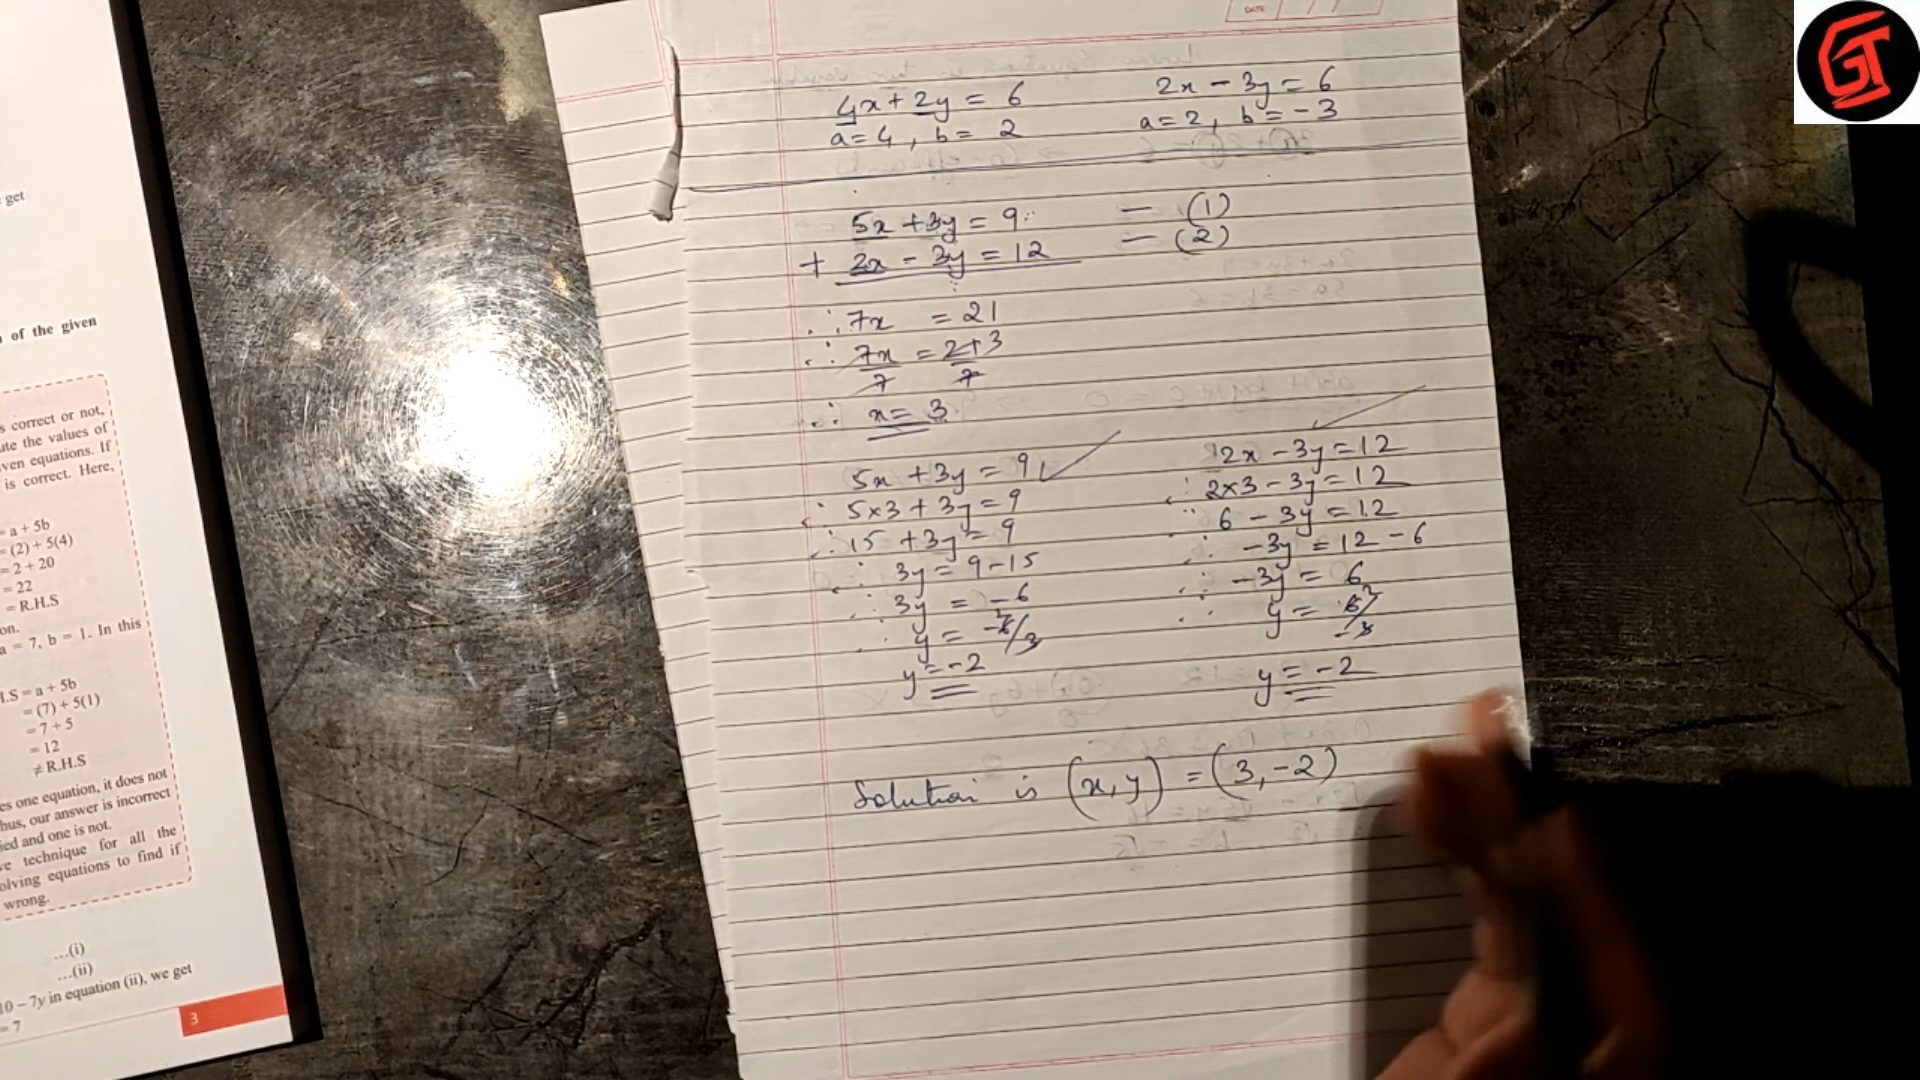 get
of the given
s correct or not,
ute the values of
ven equations. If
is correct. Here,
= a + 5b
= (2) + 5(4)
= 2 + 20
= 22
= R.H.S
on.
a = 7, b = 1. In this
I.S = a + 5b
= (7) + 5(1)
= 7 + 5
= 12
≠ R.H.S
es one equation, it does not
hus, our answer is incorrect
ied and one is not.
ve technique for all the
olving equations to find if
wrong.
...(i)
...(ii)
10 – 7y in equation (ii), we get
= 7
3
DATE
4x + 2y = 6
a = 4, b = 2
2x - 3y = 6
a = 2, b = -3
5x + 3y = 9 — (1)
+ 2x - 3y = 12 — (2)
∴ 7x = 21
∴ 7x/7 = 21 3/7
∴ x = 3
5x + 3y = 9
∴ 5×3 + 3y = 9
∴ 15 + 3y = 9
∴ 3y = 9 - 15
∴ 3y = -6
∴ y = -6 2/3
y = -2
2x - 3y = 12
∴ 2×3 - 3y = 12
∴ 6 - 3y = 12
∴ -3y = 12 - 6
∴ -3y = 6
∴ y = 6 2/-3
y = -2
Solution is (x, y) = (3, -2)
GT